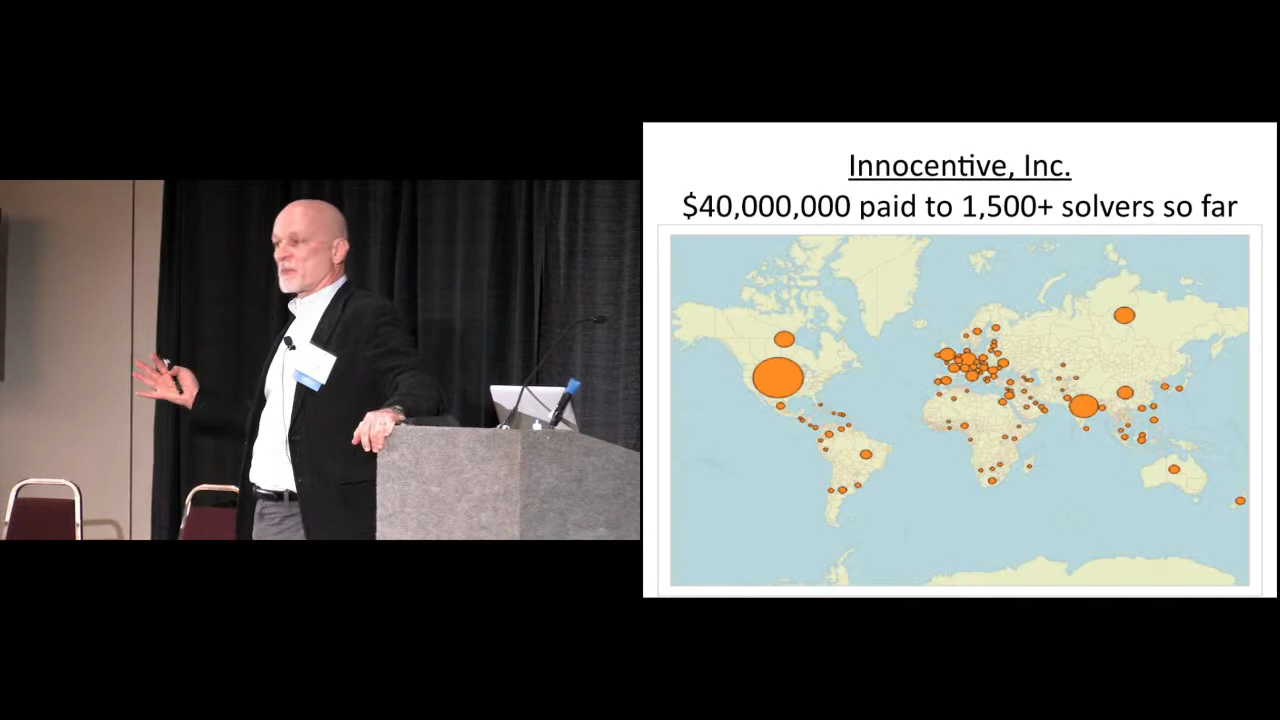 Innocentive, Inc.
$40,000,000 paid to 1,500+ solvers so far